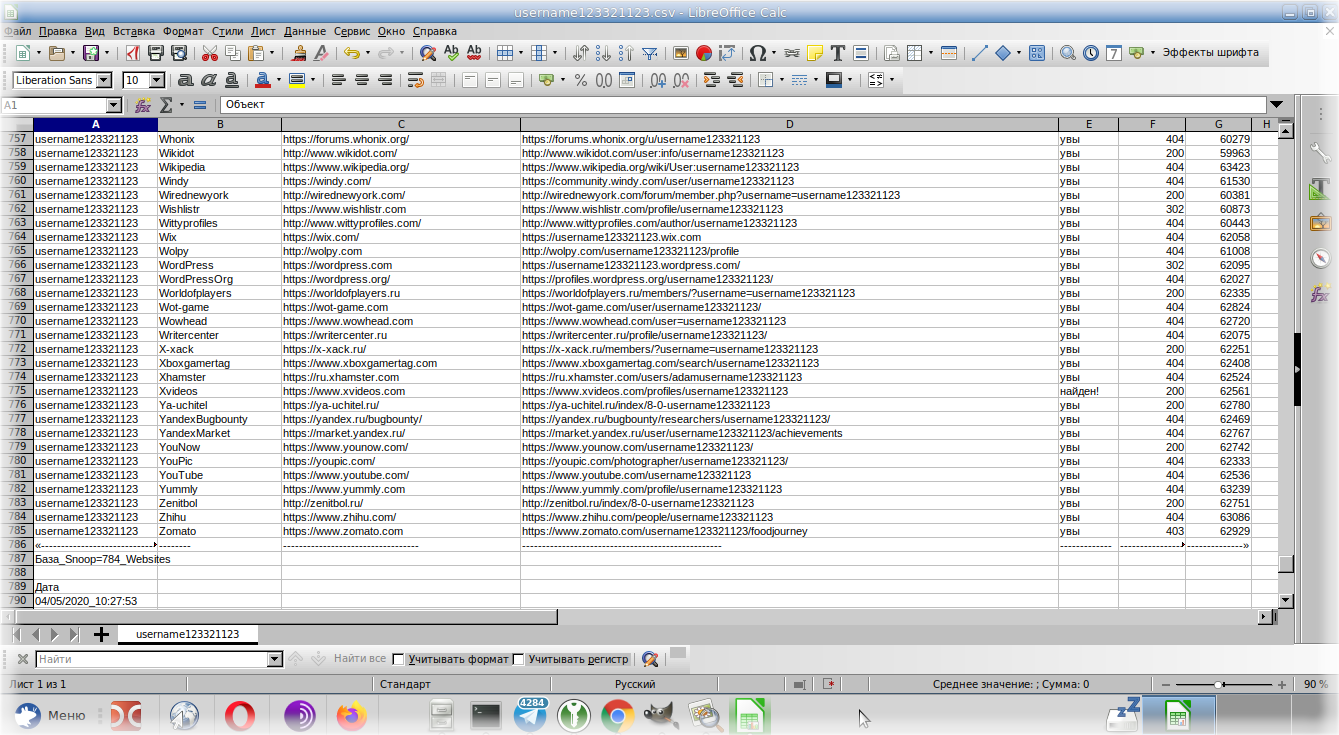 username123321123.csv - LibreOffice Calc
Файл Правка Вид Вставка Формат Стили Лист Данные Сервис Окно Справка
Эффекты шрифта
Liberation Sans 10
A1 Объект
A B C D E F G H
757 username123321123 Whonix https://forums.whonix.org/ https://forums.whonix.org/u/username123321123 увы 404 60279
758 username123321123 Wikidot http://www.wikidot.com/ http://www.wikidot.com/user:info/username123321123 увы 200 59963
759 username123321123 Wikipedia https://www.wikipedia.org/ https://www.wikipedia.org/wiki/User:username123321123 увы 404 63423
760 username123321123 Windy https://windy.com/ https://community.windy.com/user/username123321123 увы 404 61530
761 username123321123 Wirednewyork http://wirednewyork.com/ http://wirednewyork.com/forum/member.php?username=username123321123 увы 200 60381
762 username123321123 Wishlistr https://www.wishlistr.com https://www.wishlistr.com/profile/username123321123 увы 302 60873
763 username123321123 Wittyprofiles http://www.wittyprofiles.com/ http://www.wittyprofiles.com/author/username123321123 увы 404 60443
764 username123321123 Wix https://wix.com/ https://username123321123.wix.com увы 404 62058
765 username123321123 Wolpy http://wolpy.com http://wolpy.com/username123321123/profile увы 404 61008
766 username123321123 WordPress https://wordpress.com https://username123321123.wordpress.com/ увы 302 62095
767 username123321123 WordPressOrg https://wordpress.org/ https://profiles.wordpress.org/username123321123/ увы 404 62027
768 username123321123 Worldofplayers https://worldofplayers.ru https://worldofplayers.ru/members/?username=username123321123 увы 200 62335
769 username123321123 Wot-game https://wot-game.com https://wot-game.com/user/username123321123/ увы 404 62824
770 username123321123 Wowhead https://www.wowhead.com https://www.wowhead.com/user=username123321123 увы 404 62720
771 username123321123 Writercenter https://writercenter.ru https://writercenter.ru/profile/username123321123/ увы 404 62075
772 username123321123 X-xack https://x-xack.ru/ https://x-xack.ru/members/?username=username123321123 увы 200 62251
773 username123321123 Xboxgamertag https://www.xboxgamertag.com https://www.xboxgamertag.com/search/username123321123 увы 404 62408
774 username123321123 Xhamster https://ru.xhamster.com https://ru.xhamster.com/users/adamusername123321123 увы 404 62524
775 username123321123 Xvideos https://www.xvideos.com https://www.xvideos.com/profiles/username123321123 найден! 200 62561
776 username123321123 Ya-uchitel https://ya-uchitel.ru/ https://ya-uchitel.ru/index/8-0-username123321123 увы 200 62780
777 username123321123 YandexBugbounty https://yandex.ru/bugbounty/ https://yandex.ru/bugbounty/researchers/username123321123/ увы 404 62469
778 username123321123 YandexMarket https://market.yandex.ru/ https://market.yandex.ru/user/username123321123/achievements увы 404 62767
779 username123321123 YouNow https://www.younow.com/ https://www.younow.com/username123321123/ увы 200 62742
780 username123321123 YouPic https://youpic.com/ https://youpic.com/photographer/username123321123/ увы 404 62333
781 username123321123 YouTube https://www.youtube.com/ https://www.youtube.com/username123321123 увы 404 62536
782 username123321123 Yummly https://www.yummly.com https://www.yummly.com/profile/username123321123 увы 404 63239
783 username123321123 Zenitbol http://zenitbol.ru/ http://zenitbol.ru/index/8-0-username123321123 увы 200 62751
784 username123321123 Zhihu https://www.zhihu.com/ https://www.zhihu.com/people/username123321123 увы 404 63086
785 username123321123 Zomato https://www.zomato.com https://www.zomato.com/username123321123/foodjourney увы 403 62929
786 «---------------------------- -------- ---------------------------------- -------------------------------------------------- ------------- ---------------- --------------»
787 База_Snoop=784_Websites
788
789 Дата
790 04/05/2020_10:27:53
username123321123
Найти Найти все Учитывать формат Учитывать регистр
Лист 1 из 1 Стандарт Русский Среднее значение: ; Сумма: 0 90 %
Меню 4284